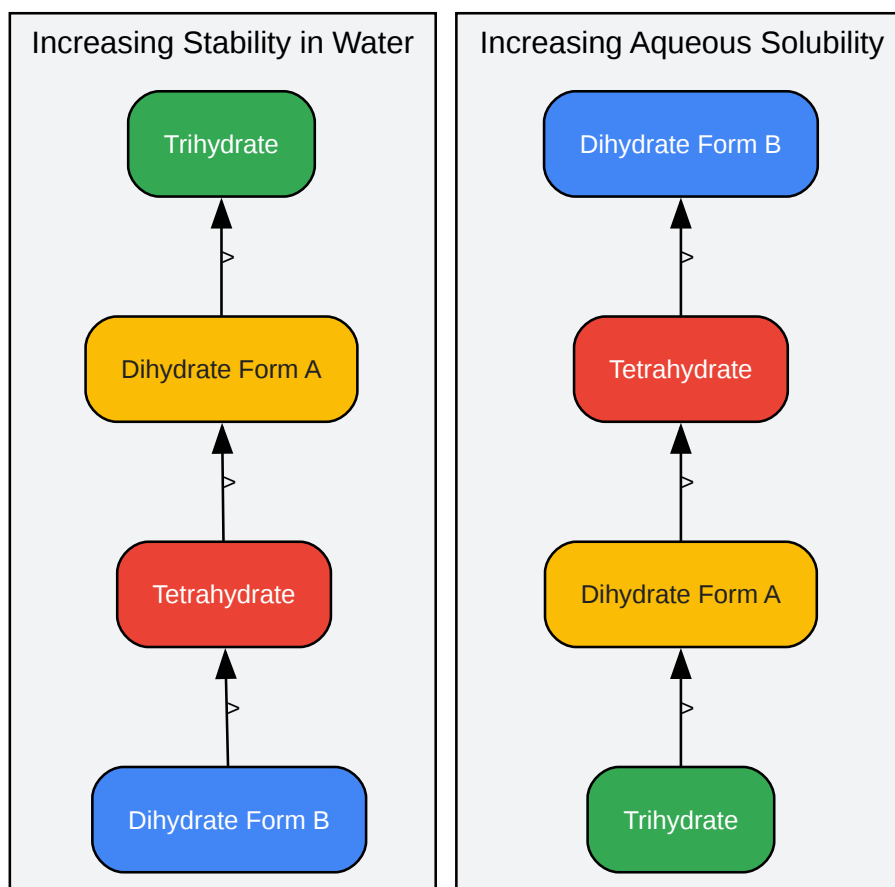 Increasing Stability in Water
Trihydrate
>
Dihydrate Form A
>
Tetrahydrate
>
Dihydrate Form B
Increasing Aqueous Solubility
Dihydrate Form B
>
Tetrahydrate
>
Dihydrate Form A
>
Trihydrate